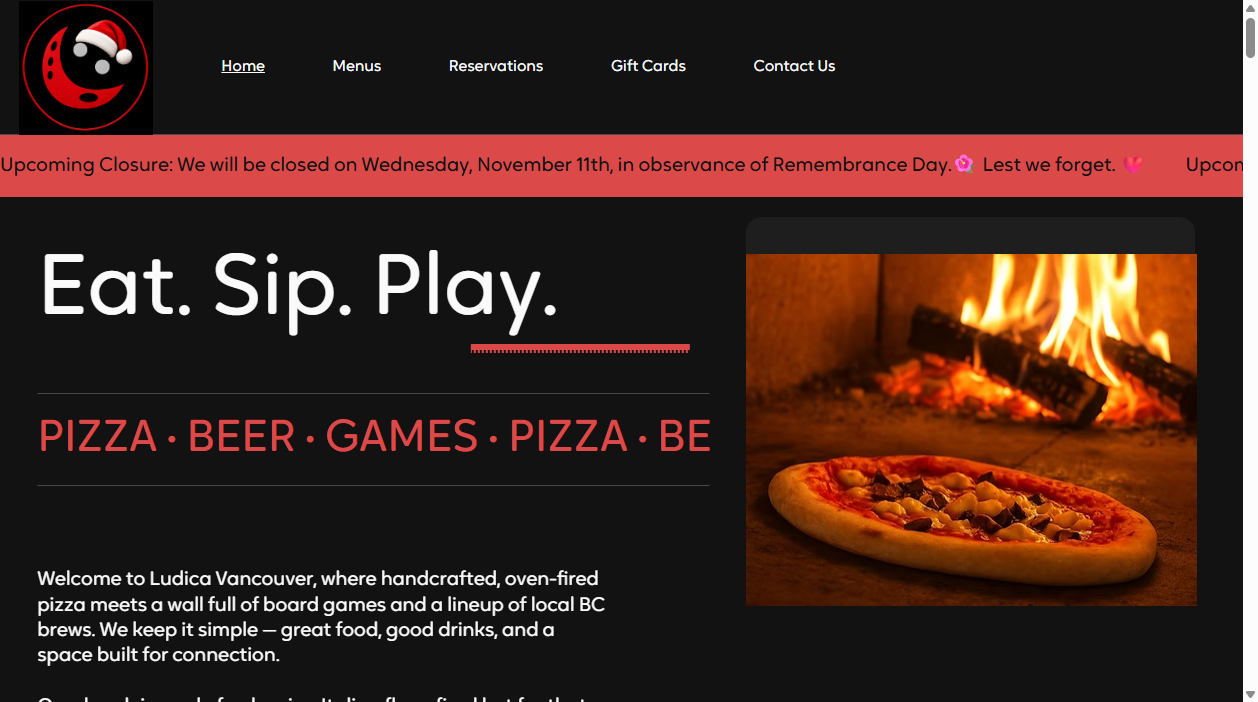 Home Menus Reservations Gift Cards Contact Us
Upcoming Closure: We will be closed on Wednesday, November 11th, in observance of Remembrance Day.🌺 Lest we forget. 💗 Upcom
Eat. Sip. Play.
PIZZA · BEER · GAMES · PIZZA · BE
Welcome to Ludica Vancouver, where handcrafted, oven-fired
pizza meets a wall full of board games and a lineup of local BC
brews. We keep it simple — great food, good drinks, and a
space built for connection.